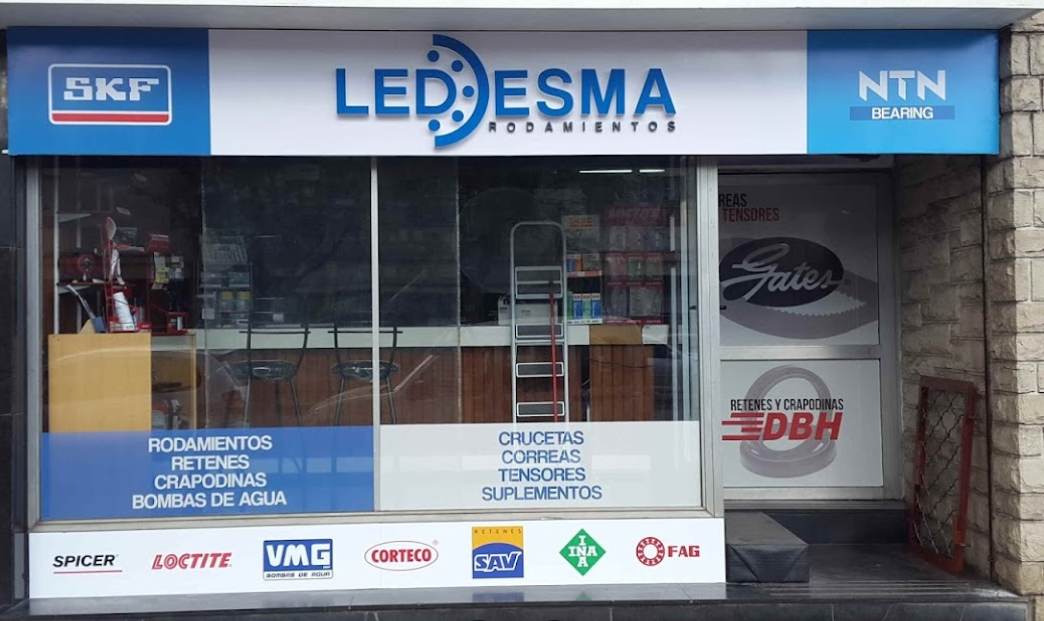 SKF
LEDESMA
RODAMIENTOS
NTN
BEARING
REAS
TENSORES
Gates
RETENES Y CRAPODINAS
DBH
RODAMIENTOS
RETENES
CRAPODINAS
BOMBAS DE AGUA
CRUCETAS
CORREAS
TENSORES
SUPLEMENTOS
SPICER
LOCTITE
VMG
BOMBAS DE AGUA
CORTECO
RETENES
SAV
INA
INA
FAG